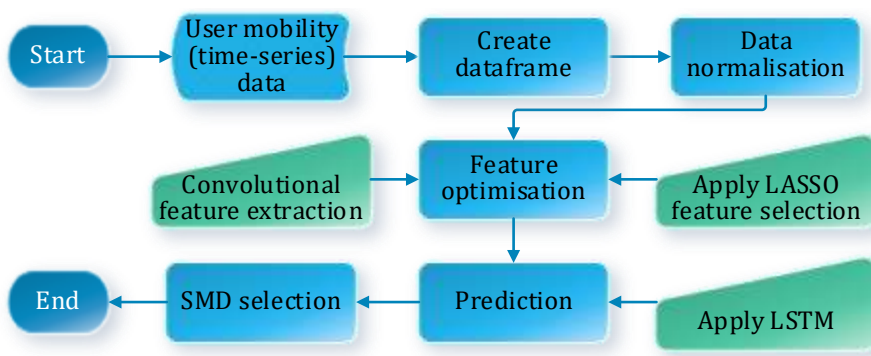 Start
User mobility
(time-series)
data
Create
dataframe
Data
normalisation
Convolutional
feature extraction
Feature
optimisation
Apply LASSO
feature selection
End
SMD selection
Prediction
Apply LSTM